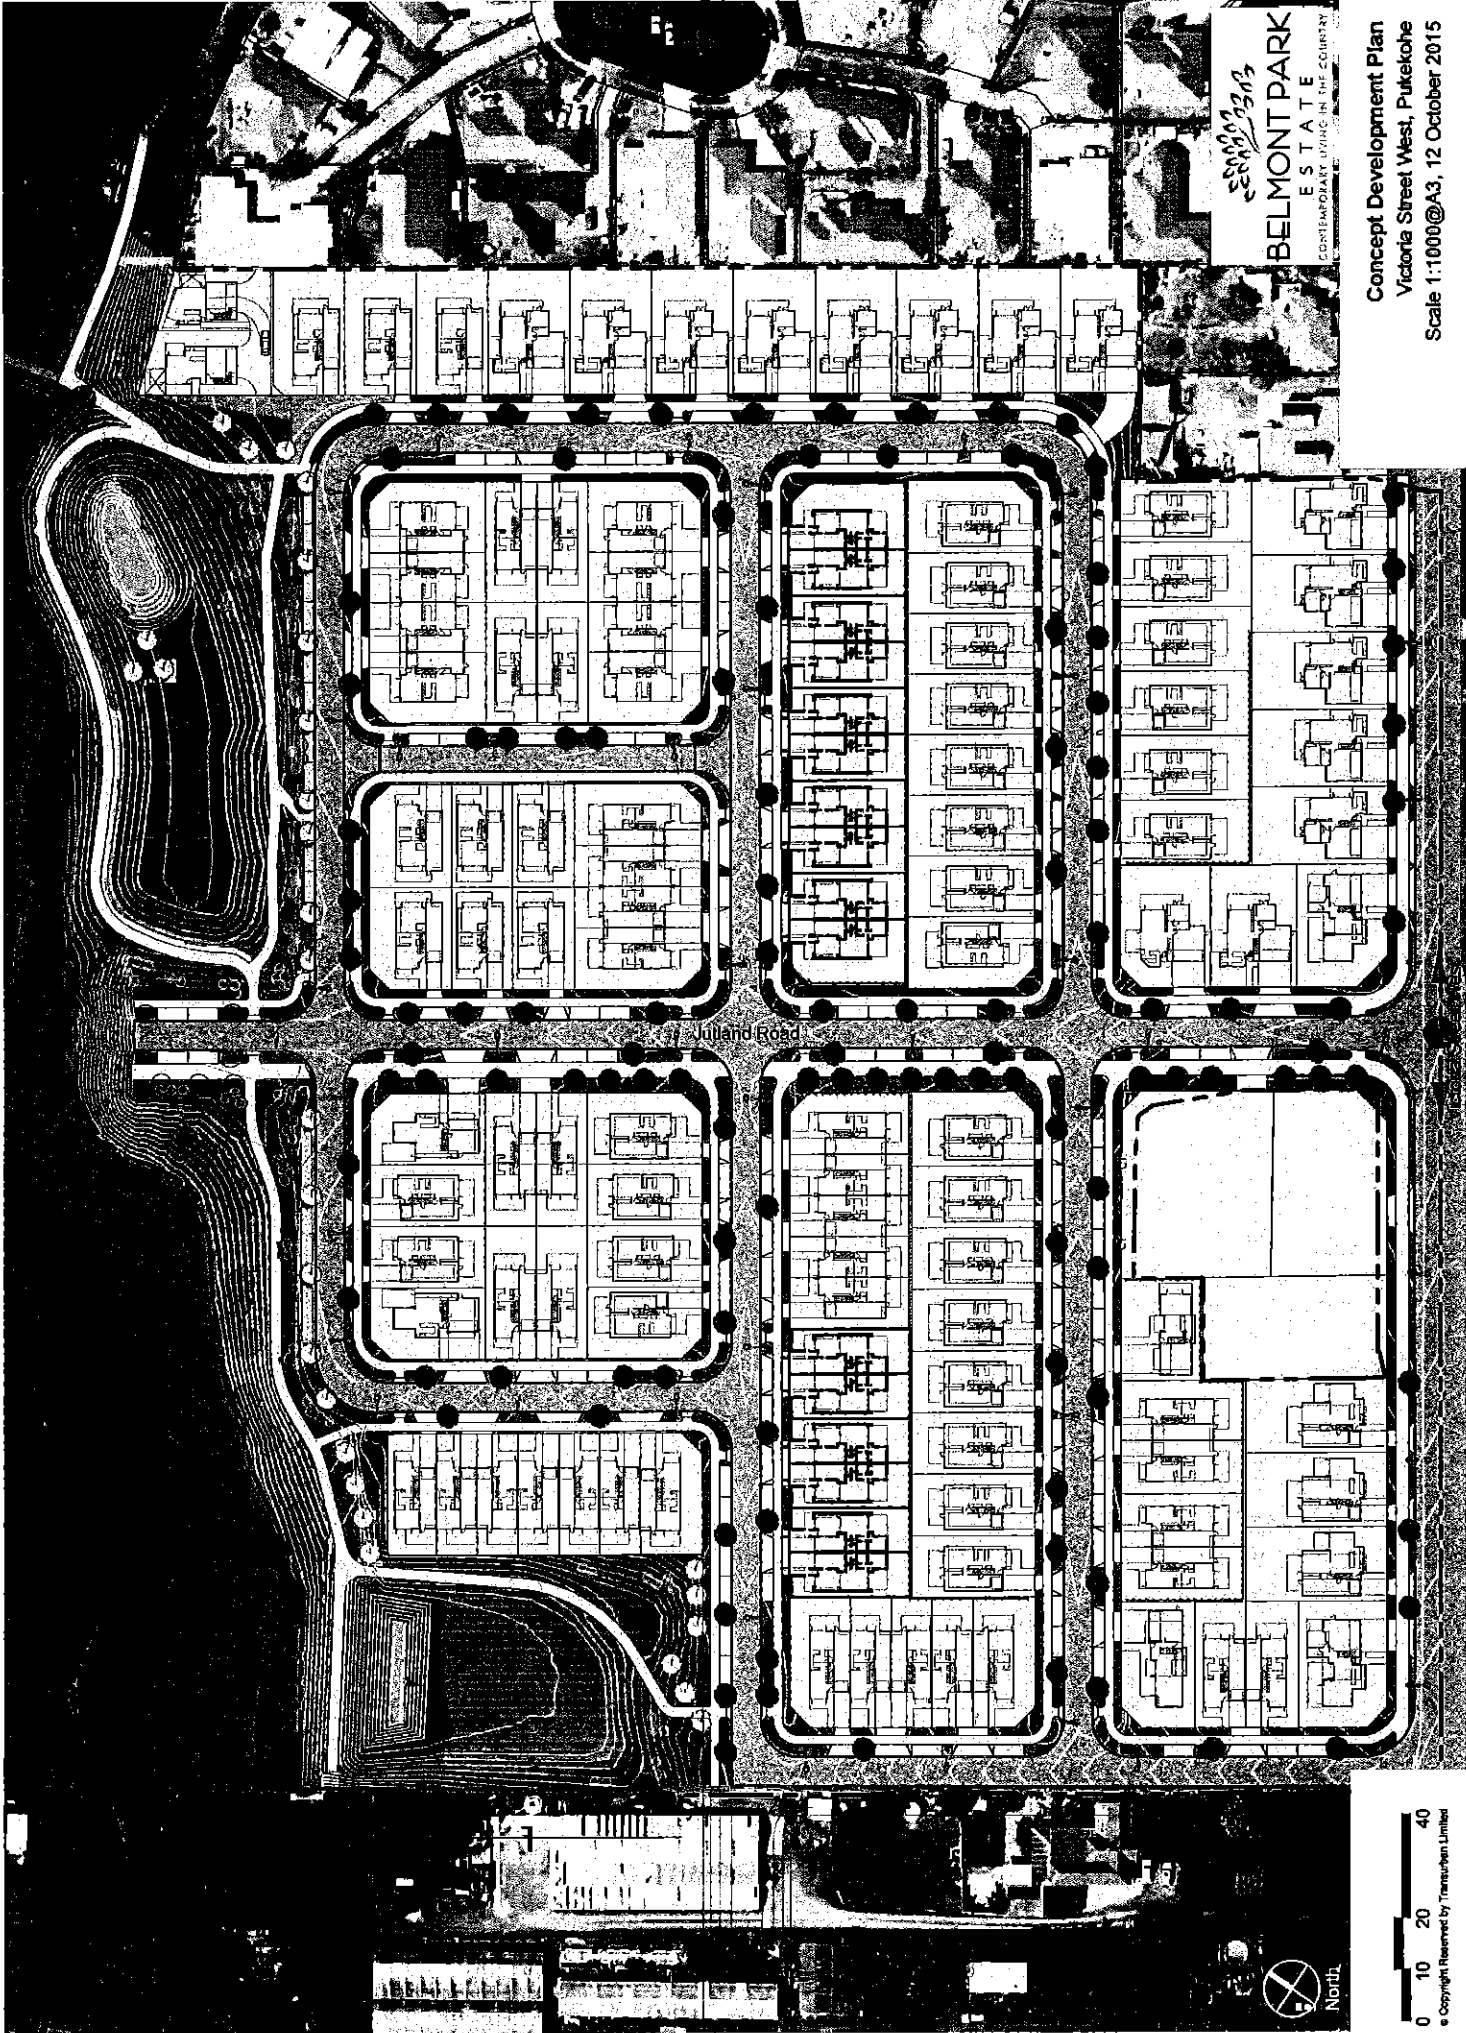 BELMONT PARK
ESTATE
CONTEMPORARY LIVING IN THE COUNTRY
Concept Development Plan
Victoria Street West, Pukekohe
Scale 1:1000@A3, 12 October 2015
Jutland Road
North
0 10 20 40
© Copyright Reserved by Transurban Limited